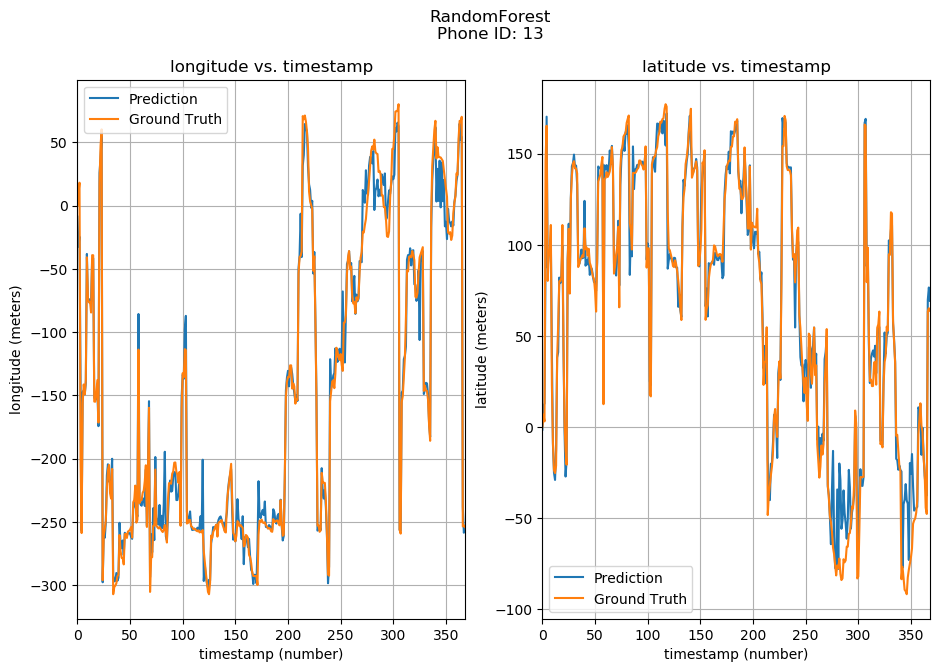 RandomForest
Phone ID: 13
longitude vs. timestamp
Prediction
Ground Truth
50
0
−50
−100
−150
−200
−250
−300
longitude (meters)
0 50 100 150 200 250 300 350
timestamp (number)
latitude vs. timestamp
150
100
50
0
−50
−100
latitude (meters)
Prediction
Ground Truth
0 50 100 150 200 250 300 350
timestamp (number)